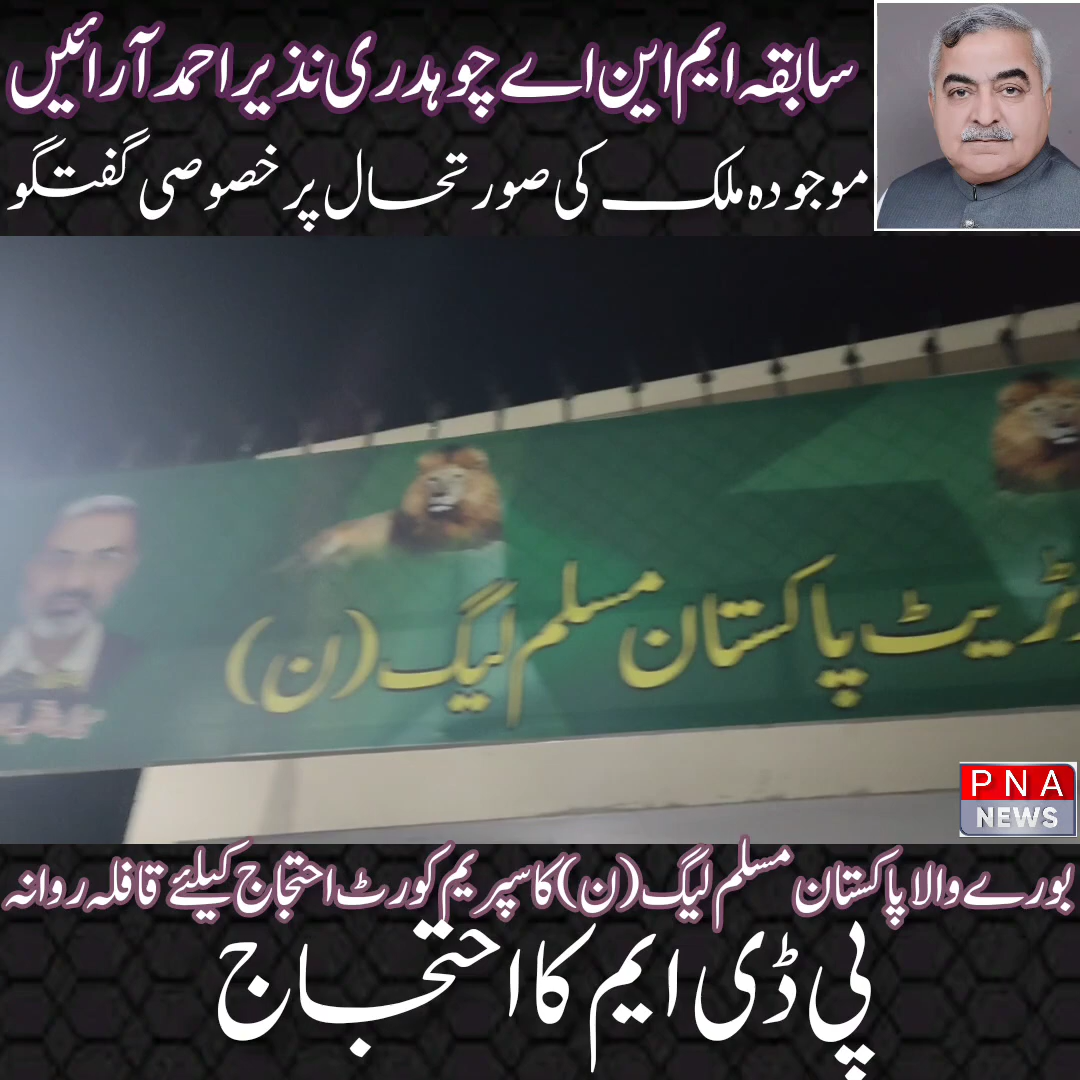 سابقہ ایم این اے چوہدری نذیر احمد آرائیں
موجودہ ملک کی صورتحال پر خصوصی گفتگو
ٹریٹ پاکستان مسلم لیگ (ن)
PNA
NEWS
بورے والا پاکستان مسلم لیگ (ن) کا سپریم کورٹ احتجاج کیلئے قافلہ روانہ
پی ڈی ایم کا احتجاج